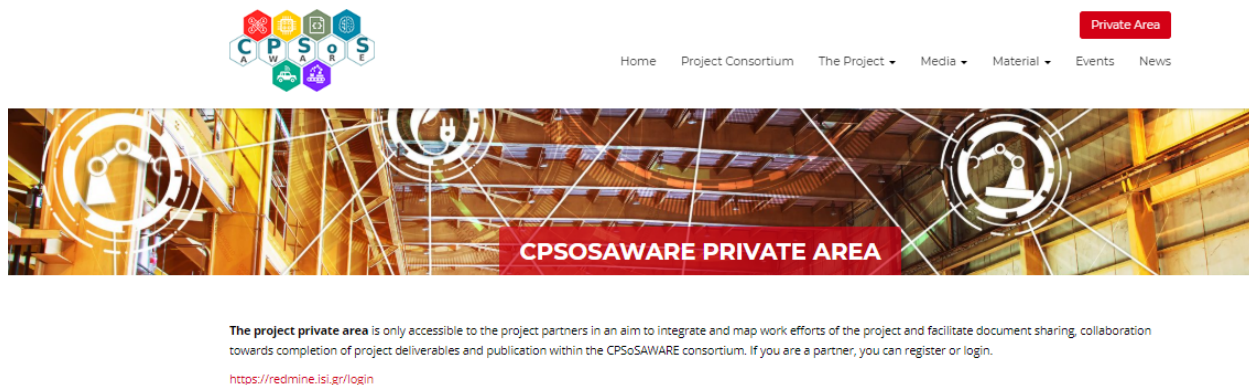 CPSoS
AWARE
Private Area
Home Project Consortium The Project Media Material Events News
CPSOSAWARE PRIVATE AREA
The project private area is only accessible to the project partners in an aim to integrate and map work efforts of the project and facilitate document sharing, collaboration
towards completion of project deliverables and publication within the CPSoSAWARE consortium. If you are a partner, you can register or login.
https://redmine.isi.gr/login